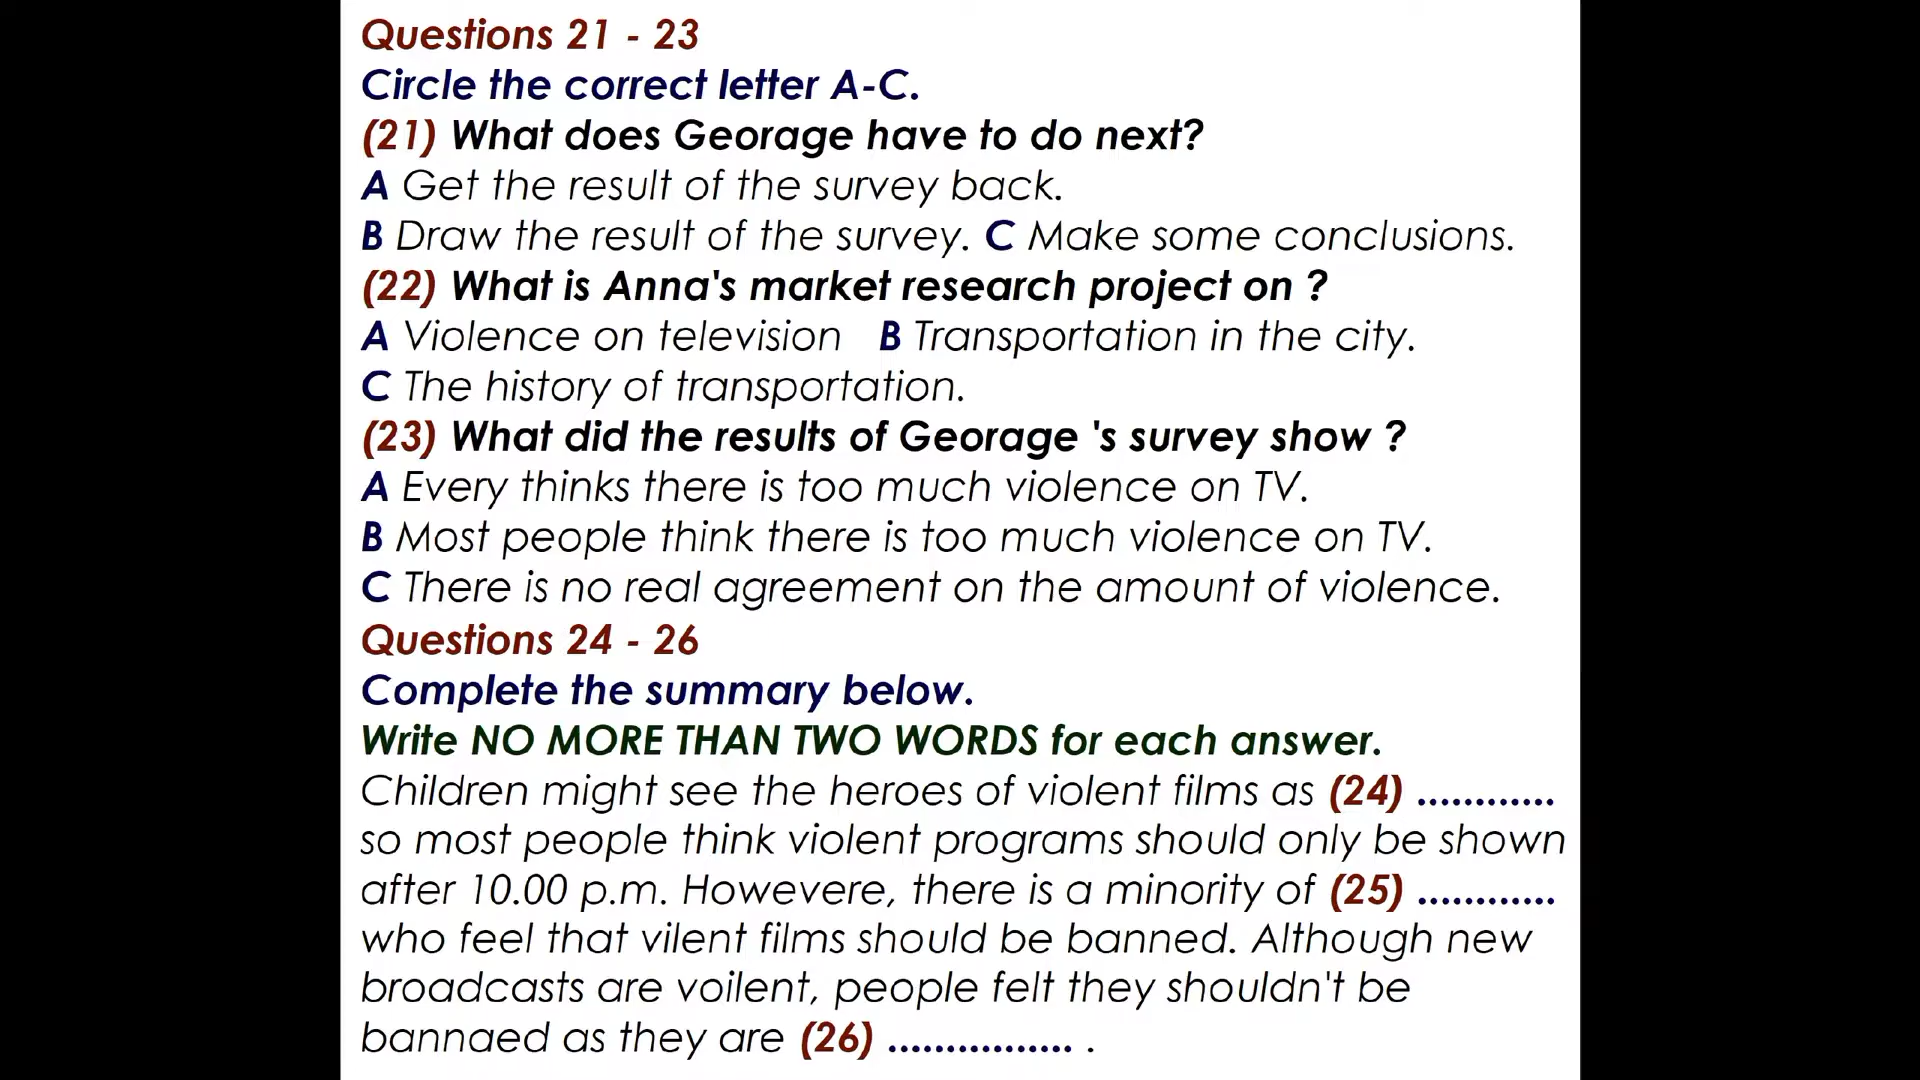 Questions 21 - 23
Circle the correct letter A-C.
(21) What does Georage have to do next?
A Get the result of the survey back.
B Draw the result of the survey. C Make some conclusions.
(22) What is Anna's market research project on ?
A Violence on television B Transportation in the city.
C The history of transportation.
(23) What did the results of Georage 's survey show ?
A Every thinks there is too much violence on TV.
B Most people think there is too much violence on TV.
C There is no real agreement on the amount of violence.
Questions 24 - 26
Complete the summary below.
Write NO MORE THAN TWO WORDS for each answer.
Children might see the heroes of violent films as (24) ............
so most people think violent programs should only be shown
after 10.00 p.m. Howevere, there is a minority of (25) ............
who feel that vilent films should be banned. Although new
broadcasts are voilent, people felt they shouldn't be
bannaed as they are (26) ................ .